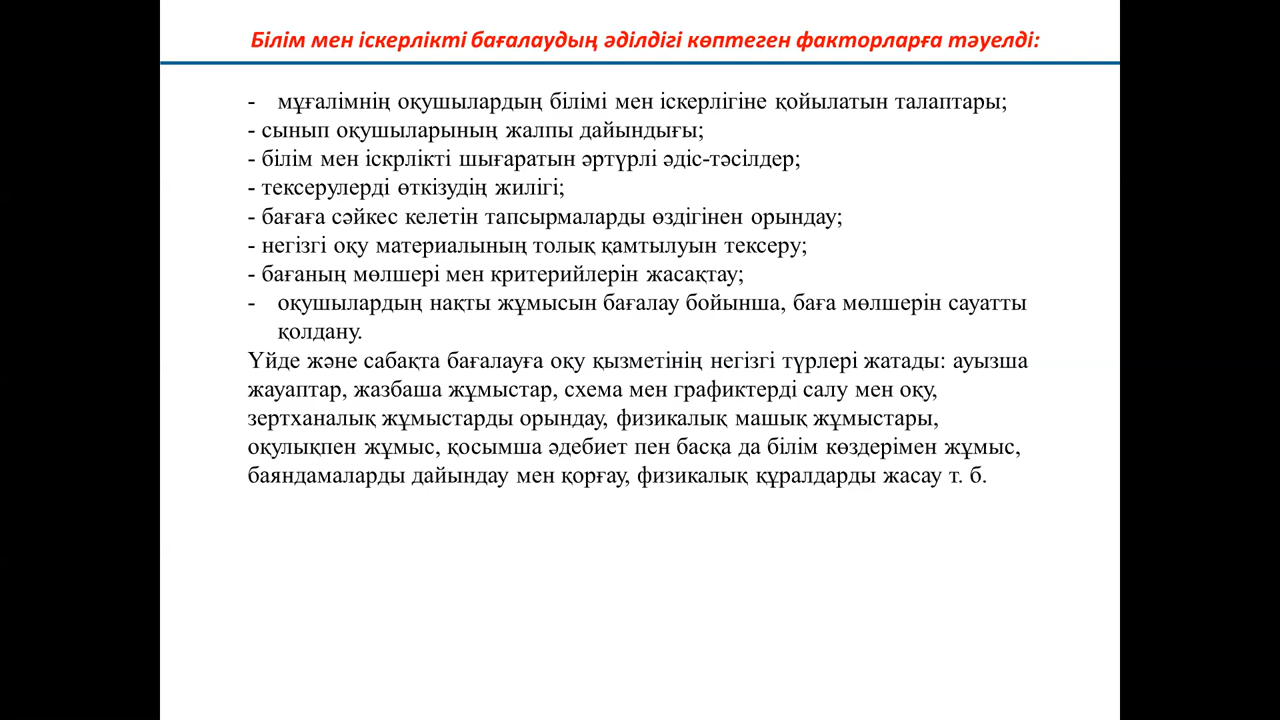 Білім мен іскерлікті бағалаудың әділдігі көптеген факторларға тәуелді:
- мұғалімнің оқушылардың білімі мен іскерлігіне қойылатын талаптары;
- сынып оқушыларының жалпы дайындығы;
- білім мен іскрлікті шығаратын әртүрлі әдіс-тәсілдер;
- тексерулерді өткізудің жилігі;
- бағаға сәйкес келетін тапсырмаларды өздігінен орындау;
- негізгі оқу материалының толық қамтылуын тексеру;
- бағаның мөлшері мен критерийлерін жасақтау;
- оқушылардың нақты жұмысын бағалау бойынша, баға мөлшерін сауатты
қолдану.
Үйде және сабақта бағалауға оқу қызметінің негізгі түрлері жатады: ауызша
жауаптар, жазбаша жұмыстар, схема мен графиктерді салу мен оқу,
зертханалық жұмыстарды орындау, физикалық машық жұмыстары,
оқулықпен жұмыс, қосымша әдебиет пен басқа да білім көздерімен жұмыс,
баяндамаларды дайындау мен қорғау, физикалық құралдарды жасау т. б.